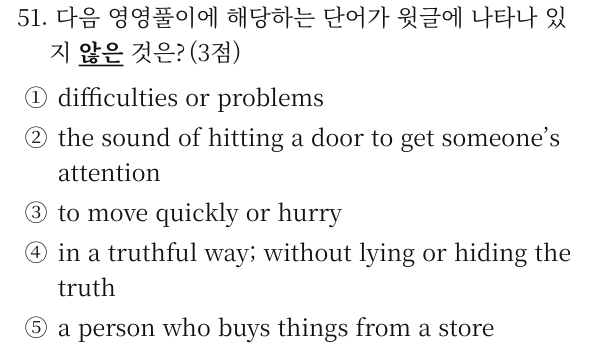 51. 다음 영영풀이에 해당하는 단어가 윗글에 나타나 있
지 않은 것은? (3점)
① difficulties or problems
② the sound of hitting a door to get someone’s
attention
③ to move quickly or hurry
④ in a truthful way; without lying or hiding the
truth
⑤ a person who buys things from a store